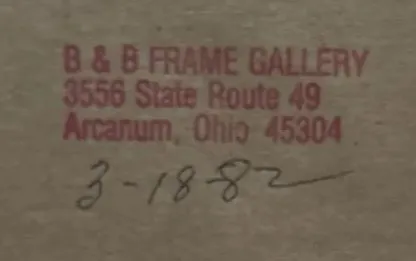 B & B FRAME GALLERY
3556 State Route 49
Arcanum, Ohio 45304
3-18-82